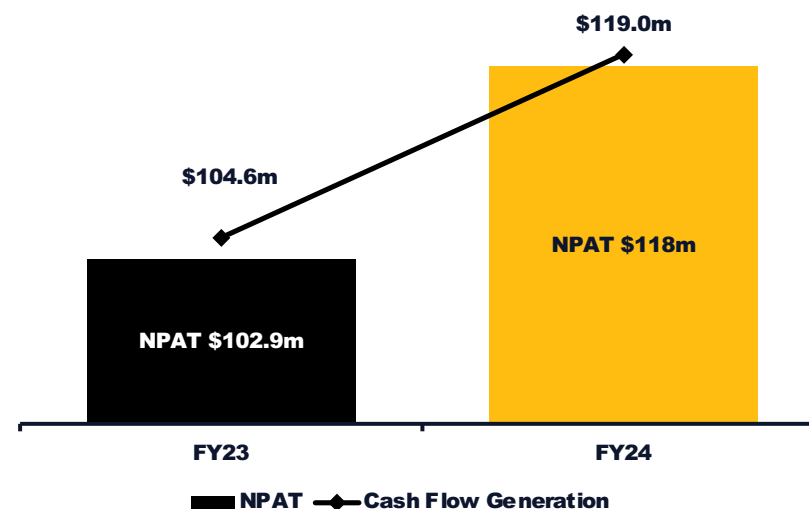 $119.0m
$104.6m
NPAT $118m
NPAT $102.9m
FY23 FY24
NPAT Cash Flow Generation